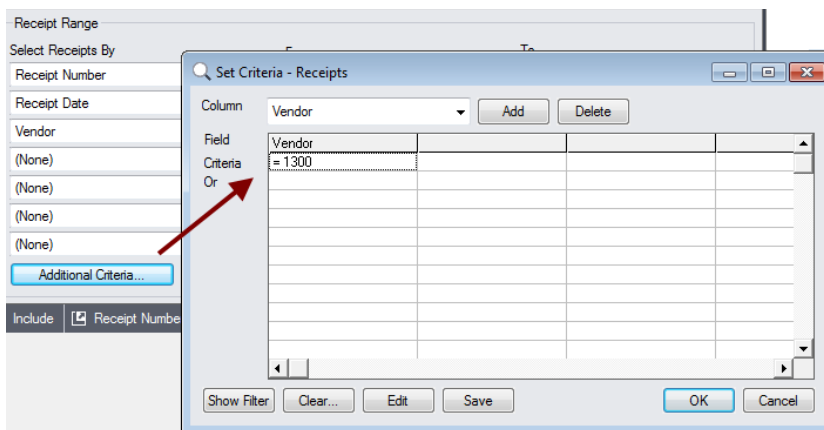 Receipt Range
Select Receipts By
To
Receipt Number
Receipt Date
Vendor
(None)
(None)
(None)
(None)
Additional Criteria...
Include Receipt Numbe
Set Criteria - Receipts
Column Vendor Add Delete
Field Vendor
Criteria = 1300
Or
Show Filter Clear... Edit Save OK Cancel